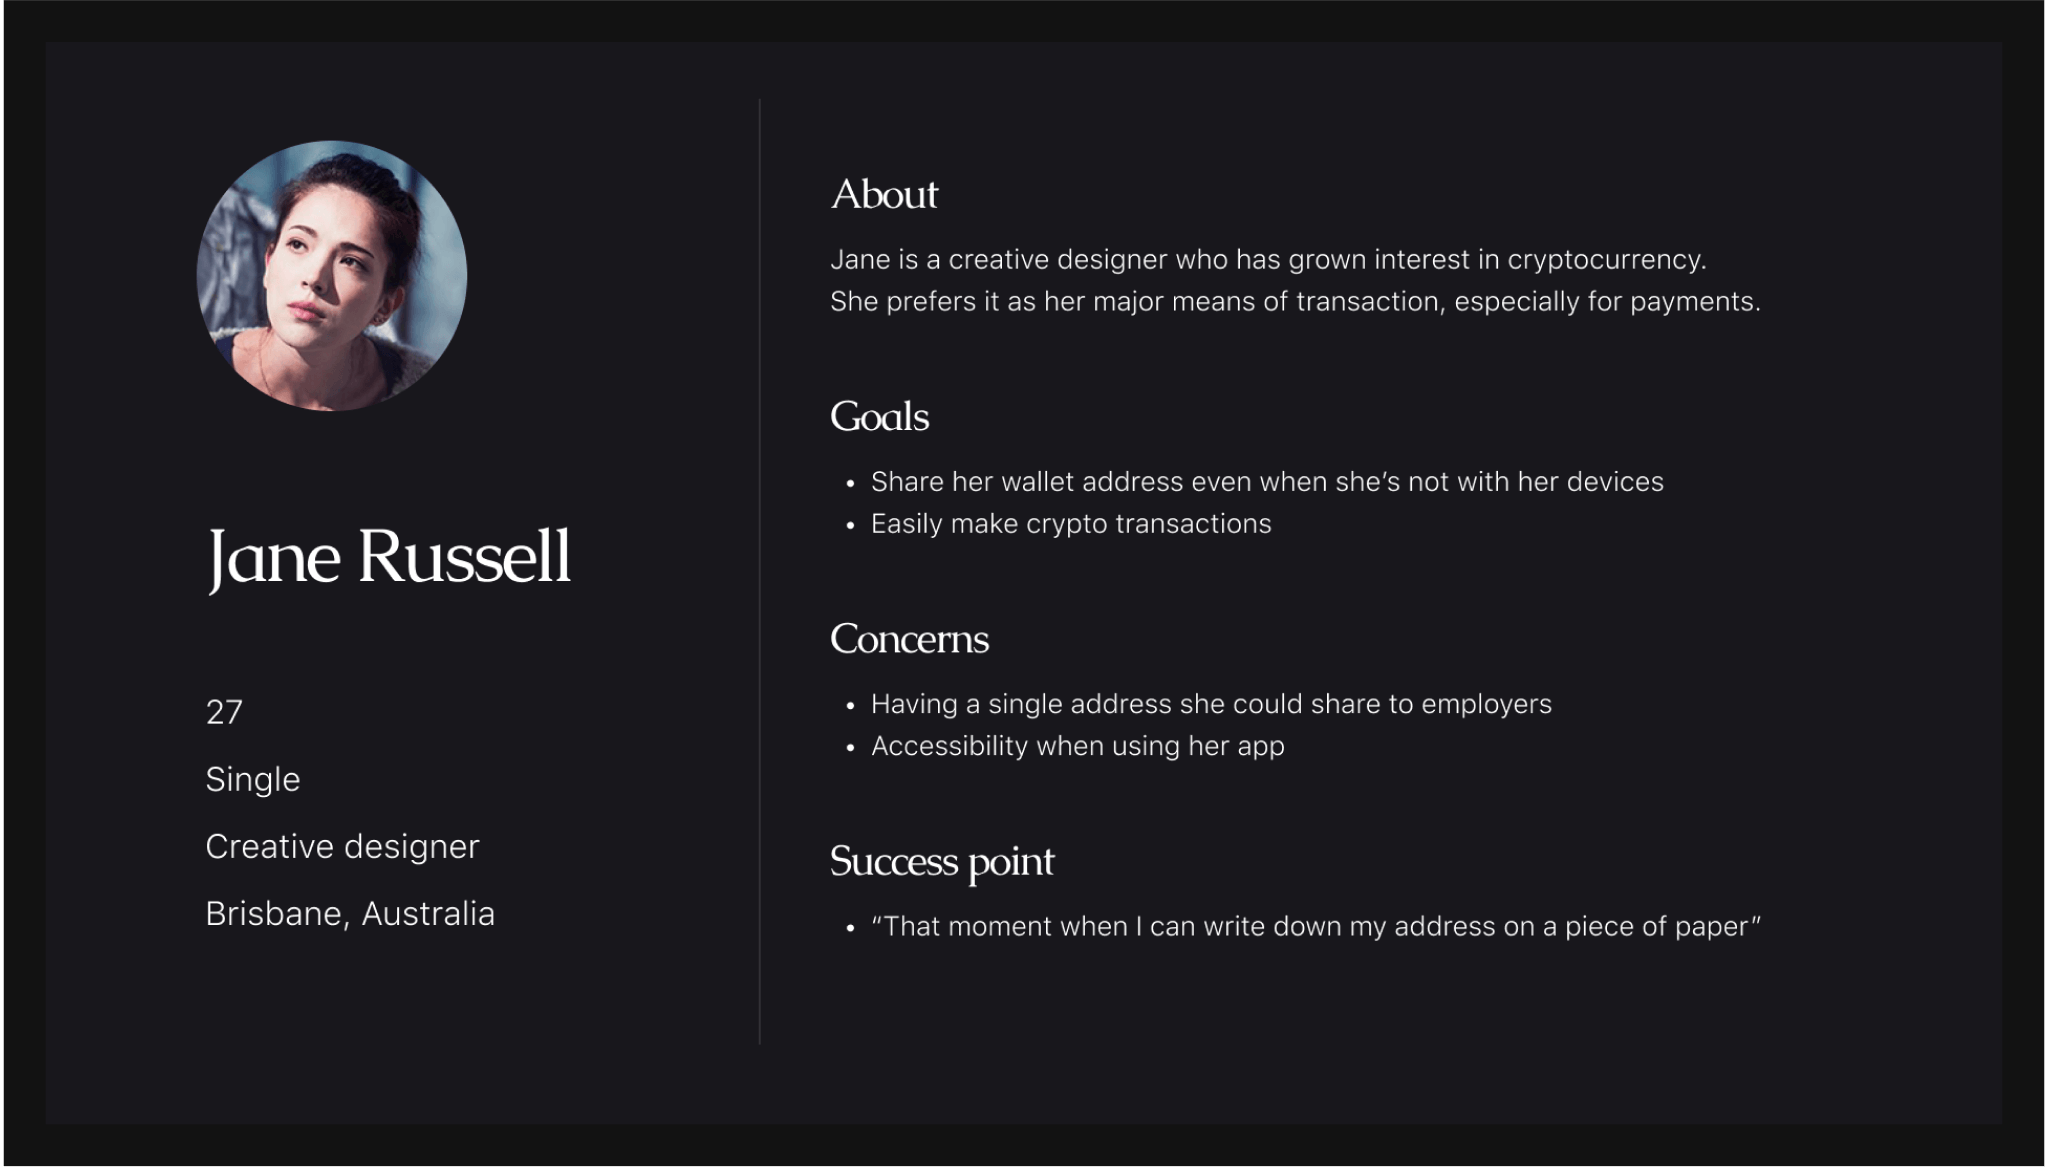 Jane Russell
27
Single
Creative designer
Brisbane, Australia
About
Jane is a creative designer who has grown interest in cryptocurrency.
She prefers it as her major means of transaction, especially for payments.
Goals
• Share her wallet address even when she’s not with her devices
• Easily make crypto transactions
Concerns
• Having a single address she could share to employers
• Accessibility when using her app
Success point
• “That moment when I can write down my address on a piece of paper”